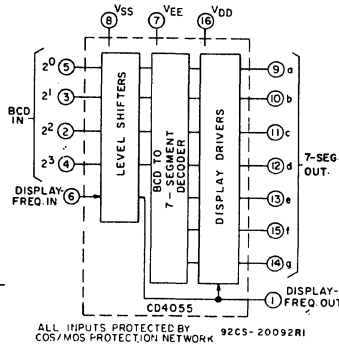 8 VSS 7 VEE 16 VDD
BCD IN
2⁰ 5
2¹ 3
2² 2
2³ 4
DISPLAY-FREQ. IN 6
LEVEL SHIFTERS
BCD TO 7-SEGMENT DECODER
DISPLAY DRIVERS
9 a
10 b
11 c
12 d
13 e
15 f
14 g
7-SEG. OUT.
1 DISPLAY-FREQ. OUT
CD4055
ALL INPUTS PROTECTED BY
COS/MOS PROTECTION NETWORK
92CS-20092R1